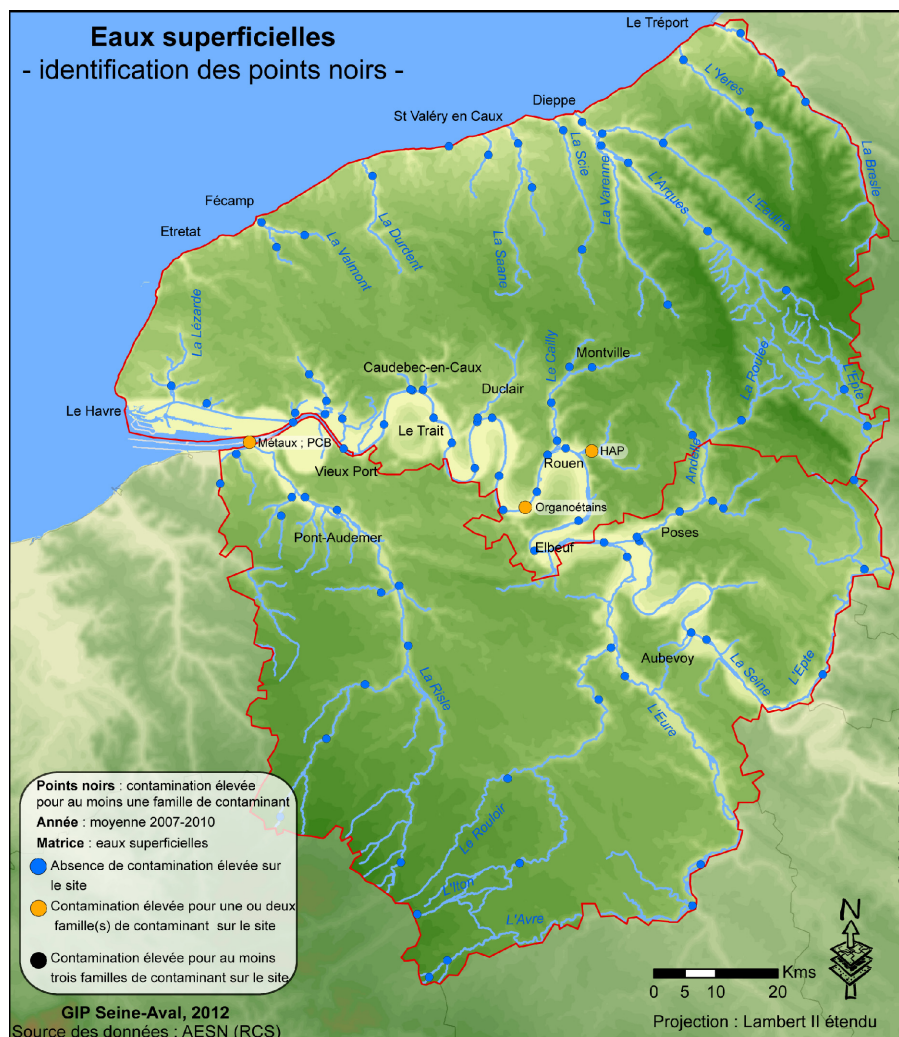 Eaux superficielles
- identification des points noirs -
Le Tréport
L'Yeres
Dieppe
St Valéry en Caux
La Scie
La Varenne
L'Arques
L'Eaulne
La Bresle
Fécamp
Etretat
La Valmont
La Durdent
La Saane
La Lézarde
Le Cailly
Montville
Caudebec-en-Caux
Duclair
La Roulée
L'Epte
Le Havre
Le Trait
Métaux ; PCB
Vieux Port
Rouen
HAP
Andelle
Organoétains
Pont-Audemer
Elbeuf
Poses
Aubevoy
La Seine
L'Epte
La Risle
L'Eure
Le Rouloir
L'Iton
L'Avre
Points noirs : contamination élevée
pour au moins une famille de contaminant
Année : moyenne 2007-2010
Matrice : eaux superficielles
Absence de contamination élevée sur
le site
Contamination élevée pour une ou deux
famille(s) de contaminant sur le site
Contamination élevée pour au moins
trois familles de contaminant sur le site
GIP Seine-Aval, 2012
Source des données : AESN (RCS)
N
Kms
0 5 10 20
Projection : Lambert II étendu